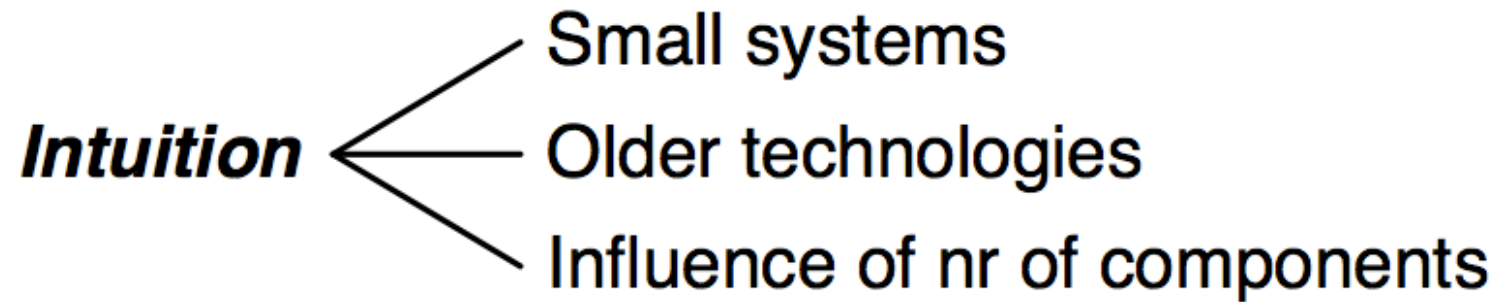 Small systems
Intuition
Older technologies
Influence of nr of components